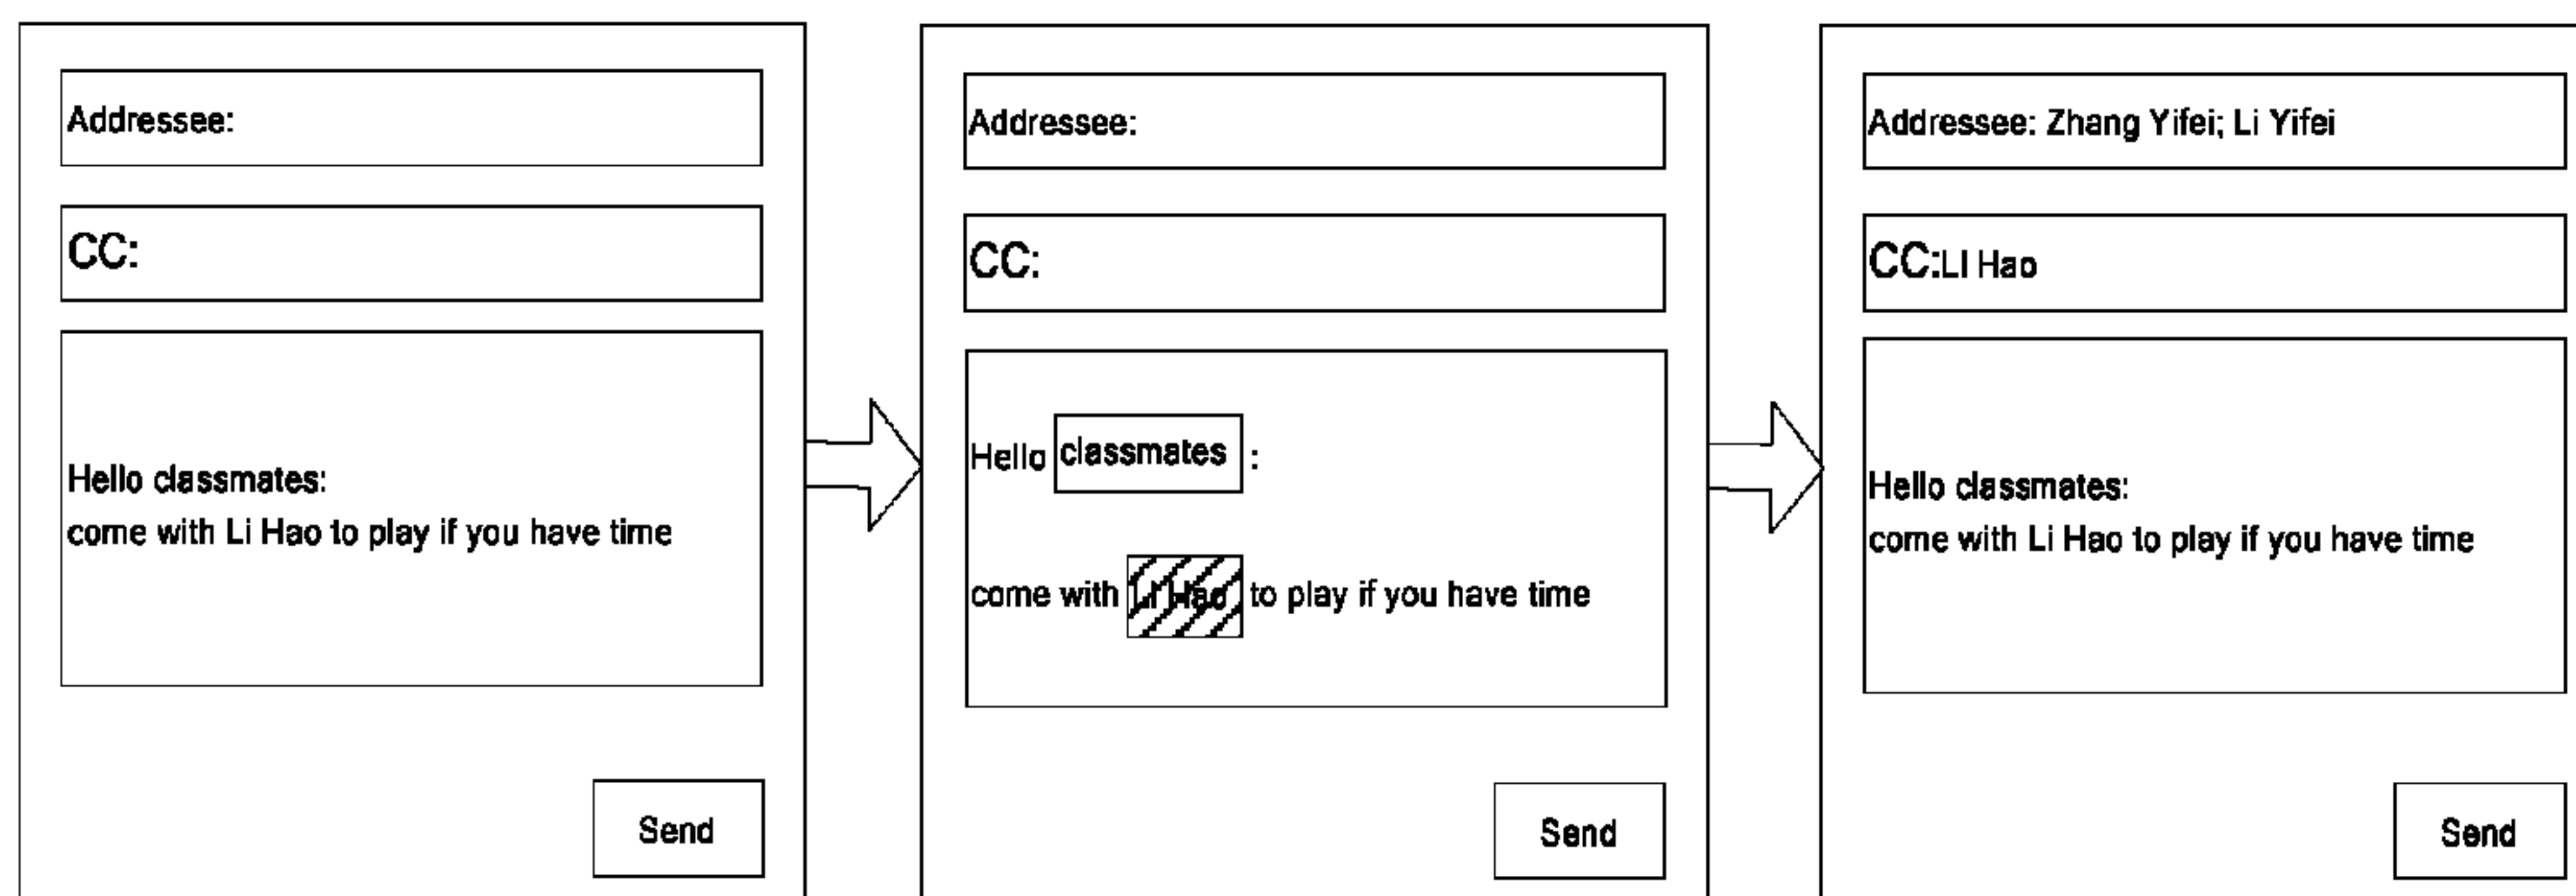 Addressee:
CC:
Hello classmates:
come with Li Hao to play if you have time
Send
Addressee:
CC:
Hello classmates :
come with Li Hao to play if you have time
Send
Addressee: Zhang Yifei; Li Yifei
CC:LI Hao
Hello classmates:
come with Li Hao to play if you have time
Send